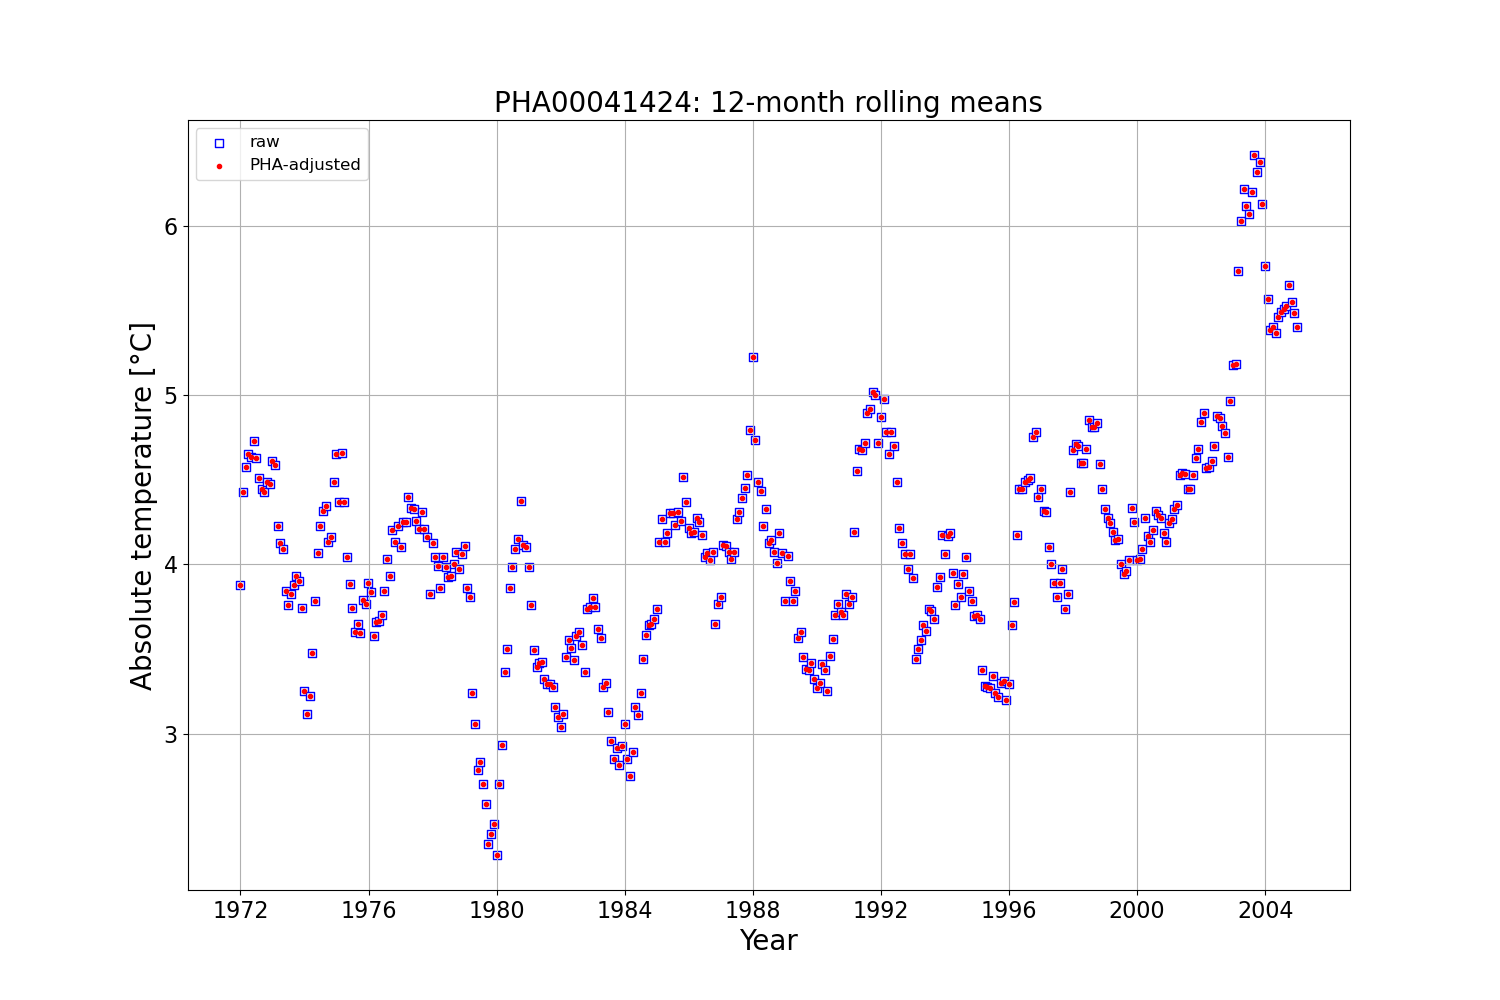 PHA00041424: 12-month rolling means
raw
PHA-adjusted
Absolute temperature [°C]
6
5
4
3
1972 1976 1980 1984 1988 1992 1996 2000 2004
Year